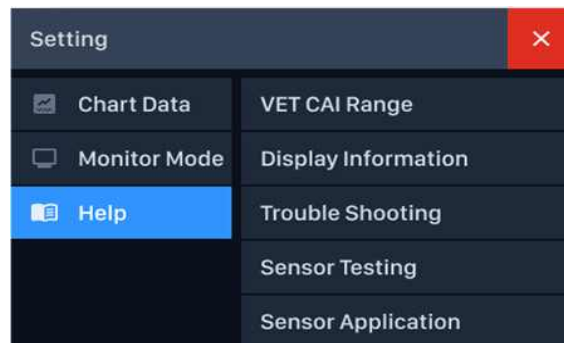 Setting
Chart Data
Monitor Mode
Help
VET CAI Range
Display Information
Trouble Shooting
Sensor Testing
Sensor Application